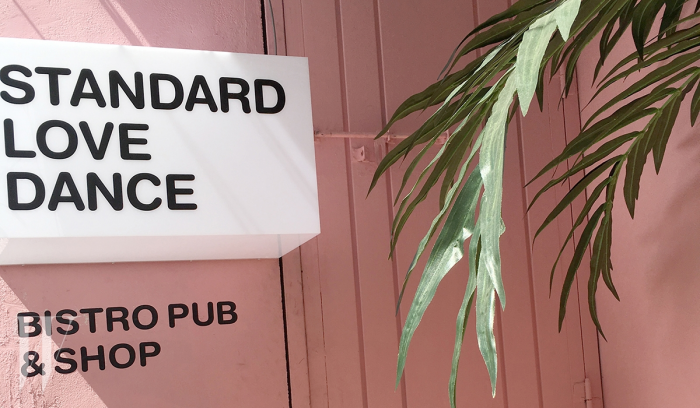 STANDARD
LOVE
DANCE
BISTRO PUB
& SHOP
W